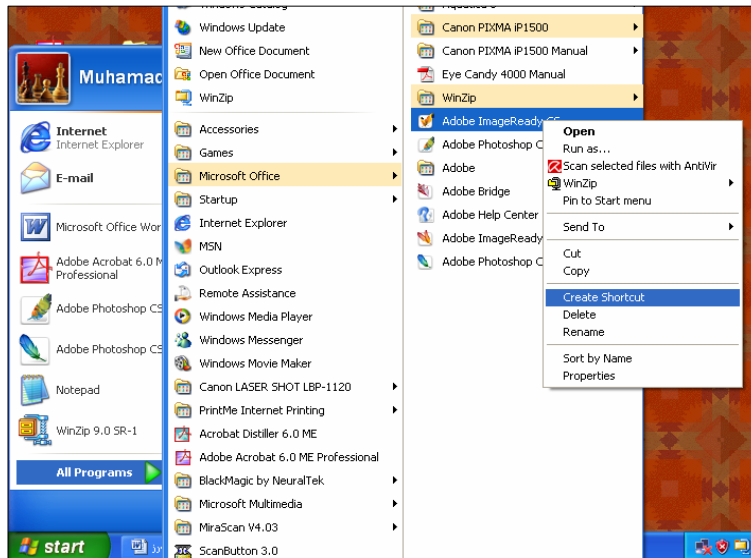 Muhamad
Internet
Internet Explorer
E-mail
Microsoft Office Wor
Adobe Acrobat 6.0 M
Professional
Adobe Photoshop CS
Adobe Photoshop CS
Notepad
WinZip 9.0 SR-1
All Programs
start
Windows Update
New Office Document
Open Office Document
WinZip
Accessories
Games
Microsoft Office
Startup
Internet Explorer
MSN
Outlook Express
Remote Assistance
Windows Media Player
Windows Messenger
Windows Movie Maker
Canon LASER SHOT LBP-1120
PrintMe Internet Printing
Acrobat Distiller 6.0 ME
Adobe Acrobat 6.0 ME Professional
BlackMagic by NeuralTek
Microsoft Multimedia
MiraScan V4.03
ScanButton 3.0
Canon PIXMA iP1500
Canon PIXMA iP1500 Manual
Eye Candy 4000 Manual
WinZip
Adobe ImageReady CS
Adobe Photoshop C
Adobe
Adobe Bridge
Adobe Help Center
Adobe ImageReady
Adobe Photoshop C
Open
Run as...
Scan selected files with AntiVir
WinZip
Pin to Start menu
Send To
Cut
Copy
Create Shortcut
Delete
Rename
Sort by Name
Properties